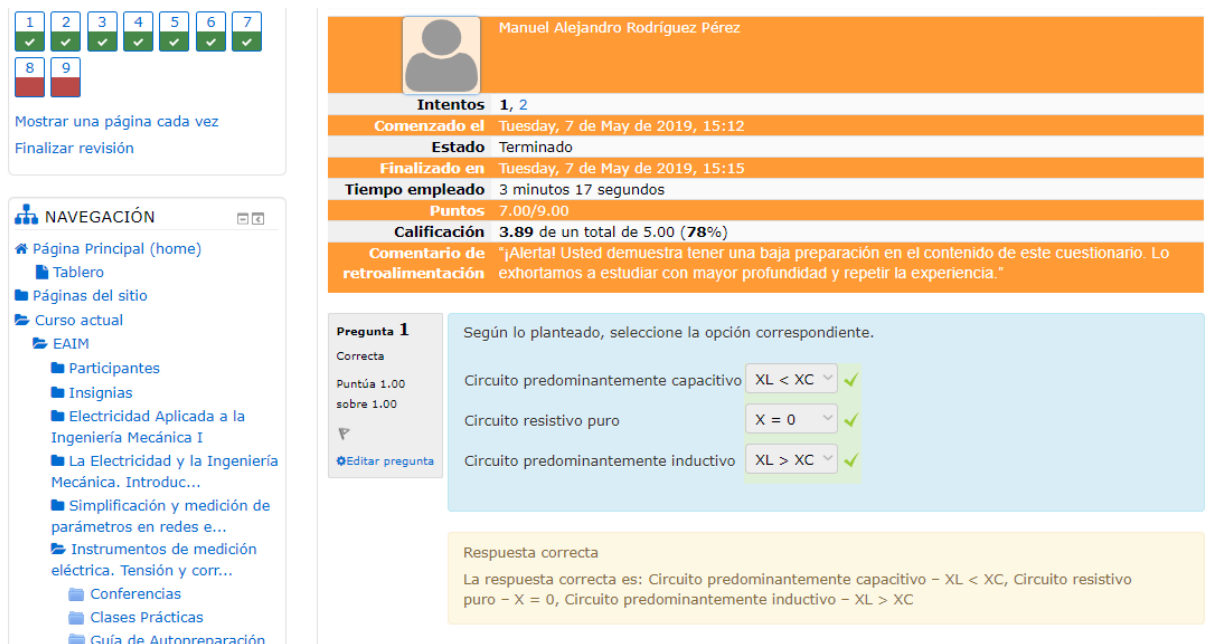 1 2 3 4 5 6 7
8 9
Mostrar una página cada vez
Finalizar revisión
NAVEGACIÓN
Página Principal (home)
Tablero
Páginas del sitio
Curso actual
EAIM
Participantes
Insignias
Electricidad Aplicada a la
Ingeniería Mecánica I
La Electricidad y la Ingeniería
Mecánica. Introduc...
Simplificación y medición de
parámetros en redes e...
Instrumentos de medición
eléctrica. Tensión y corr...
Conferencias
Clases Prácticas
Guía de Autopreparación
Manuel Alejandro Rodríguez Pérez
Intentos 1, 2
Comenzado el Tuesday, 7 de May de 2019, 15:12
Estado Terminado
Finalizado en Tuesday, 7 de May de 2019, 15:15
Tiempo empleado 3 minutos 17 segundos
Puntos 7.00/9.00
Calificación 3.89 de un total de 5.00 (78%)
Comentario de retroalimentación "¡Alerta! Usted demuestra tener una baja preparación en el contenido de este cuestionario. Lo
exhortamos a estudiar con mayor profundidad y repetir la experiencia."
Pregunta 1
Correcta
Puntúa 1.00
sobre 1.00
Editar pregunta
Según lo planteado, seleccione la opción correspondiente.
Circuito predominantemente capacitivo XL < XC
Circuito resistivo puro X = 0
Circuito predominantemente inductivo XL > XC
Respuesta correcta
La respuesta correcta es: Circuito predominantemente capacitivo – XL < XC, Circuito resistivo
puro – X = 0, Circuito predominantemente inductivo – XL > XC